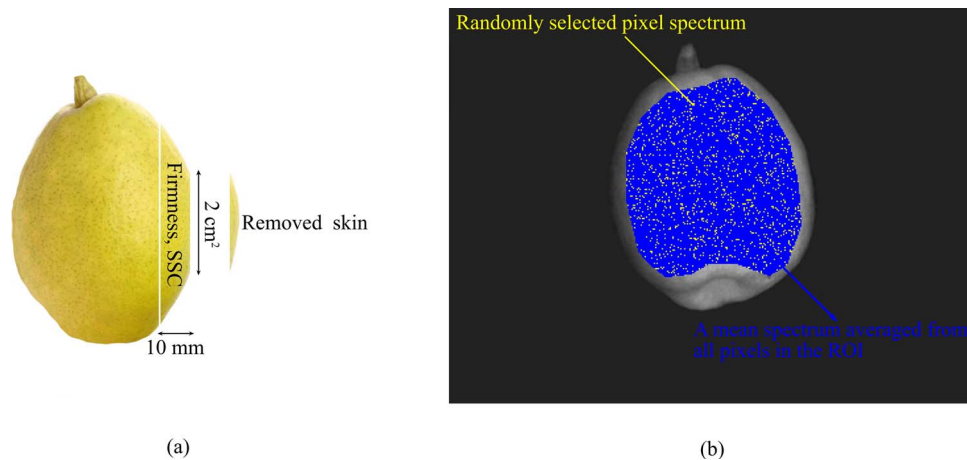 Randomly selected pixel spectrum
Firmness, SSC
2 cm²
Removed skin
10 mm
A mean spectrum averaged from
all pixels in the ROI
(a)
(b)